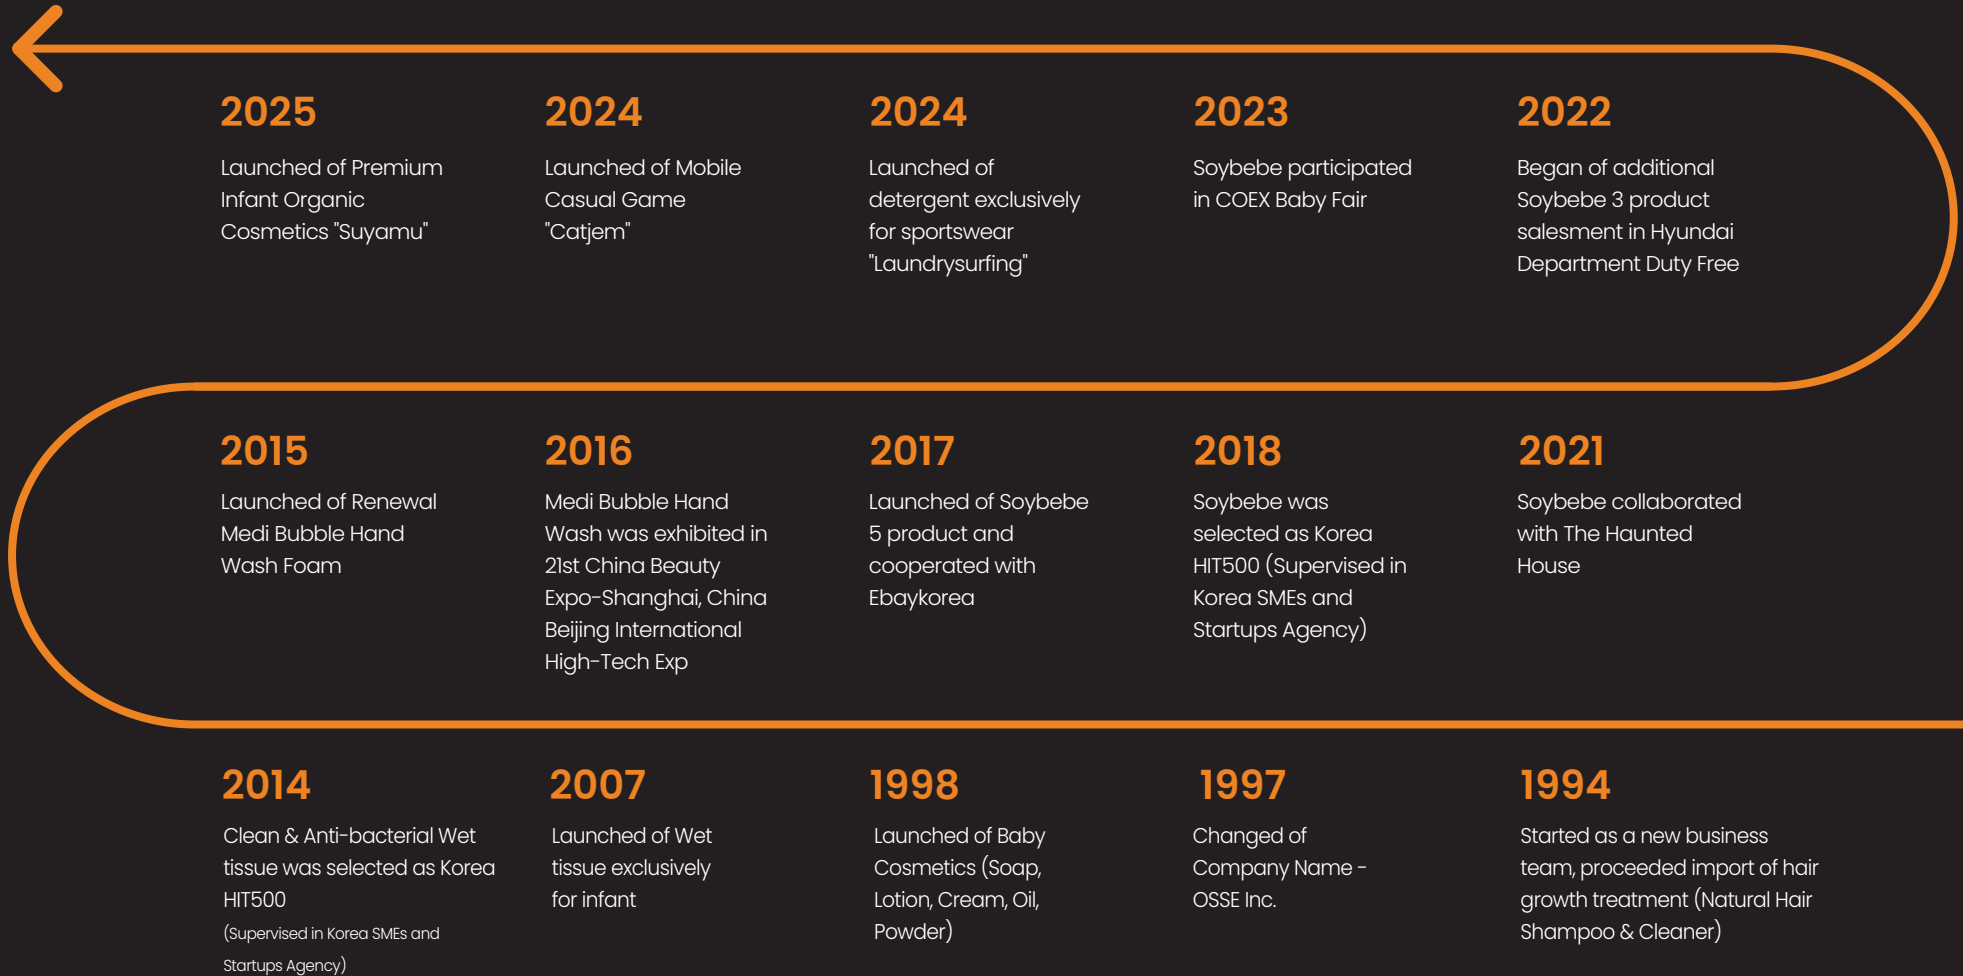 2025
Launched of Premium
Infant Organic
Cosmetics "Suyamu"
2024
Launched of Mobile
Casual Game
"Catjem"
2024
Launched of
detergent exclusively
for sportswear
"Laundrysurfing"
2023
Soybebe participated
in COEX Baby Fair
2022
Began of additional
Soybebe 3 product
salesment in Hyundai
Department Duty Free
2015
Launched of Renewal
Medi Bubble Hand
Wash Foam
2016
Medi Bubble Hand
Wash was exhibited in
21st China Beauty
Expo-Shanghai, China
Beijing International
High-Tech Exp
2017
Launched of Soybebe
5 product and
cooperated with
Ebaykorea
2018
Soybebe was
selected as Korea
HIT500 (Supervised in
Korea SMEs and
Startups Agency)
2021
Soybebe collaborated
with The Haunted
House
2014
Clean & Anti-bacterial Wet
tissue was selected as Korea
HIT500
(Supervised in Korea SMEs and
Startups Agency)
2007
Launched of Wet
tissue exclusively
for infant
1998
Launched of Baby
Cosmetics (Soap,
Lotion, Cream, Oil,
Powder)
1997
Changed of
Company Name -
OSSE Inc.
1994
Started as a new business
team, proceeded import of hair
growth treatment (Natural Hair
Shampoo & Cleaner)